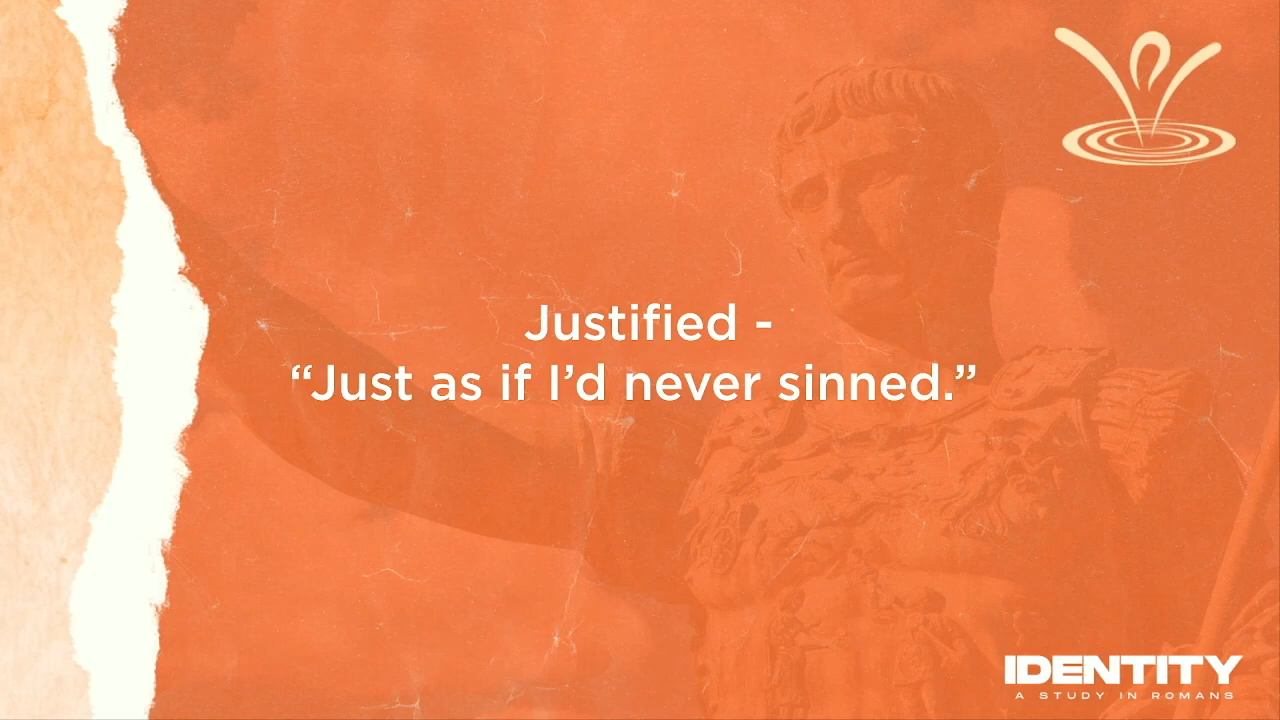 Justified -
“Just as if I’d never sinned.”
IDENTITY
A STUDY IN ROMANS